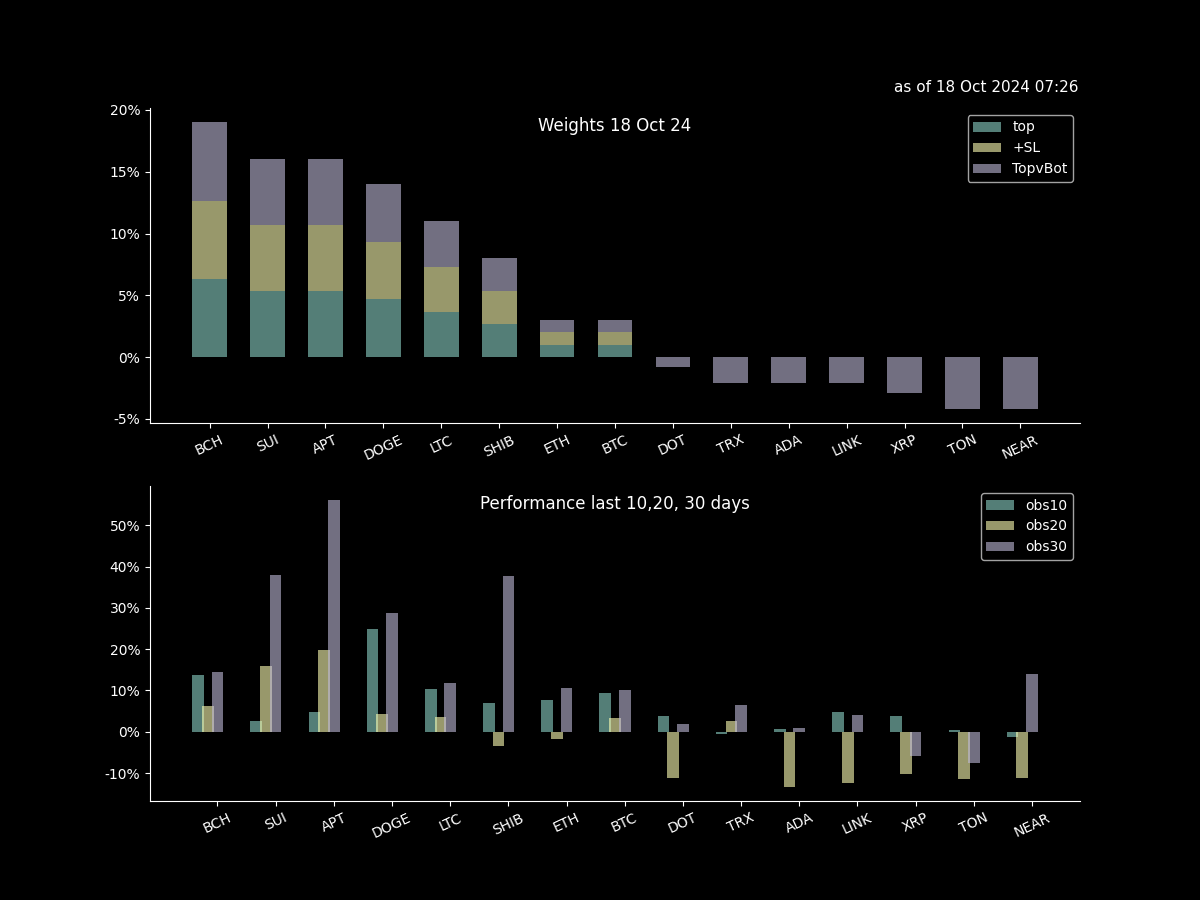 as of 18 Oct 2024 07:26
Weights 18 Oct 24
top
+SL
TopvBot
20%
15%
10%
5%
0%
-5%
BCH SUI APT DOGE LTC SHIB ETH BTC DOT TRX ADA LINK XRP TON NEAR
Performance last 10,20, 30 days
obs10
obs20
obs30
50%
40%
30%
20%
10%
0%
-10%
BCH SUI APT DOGE LTC SHIB ETH BTC DOT TRX ADA LINK XRP TON NEAR